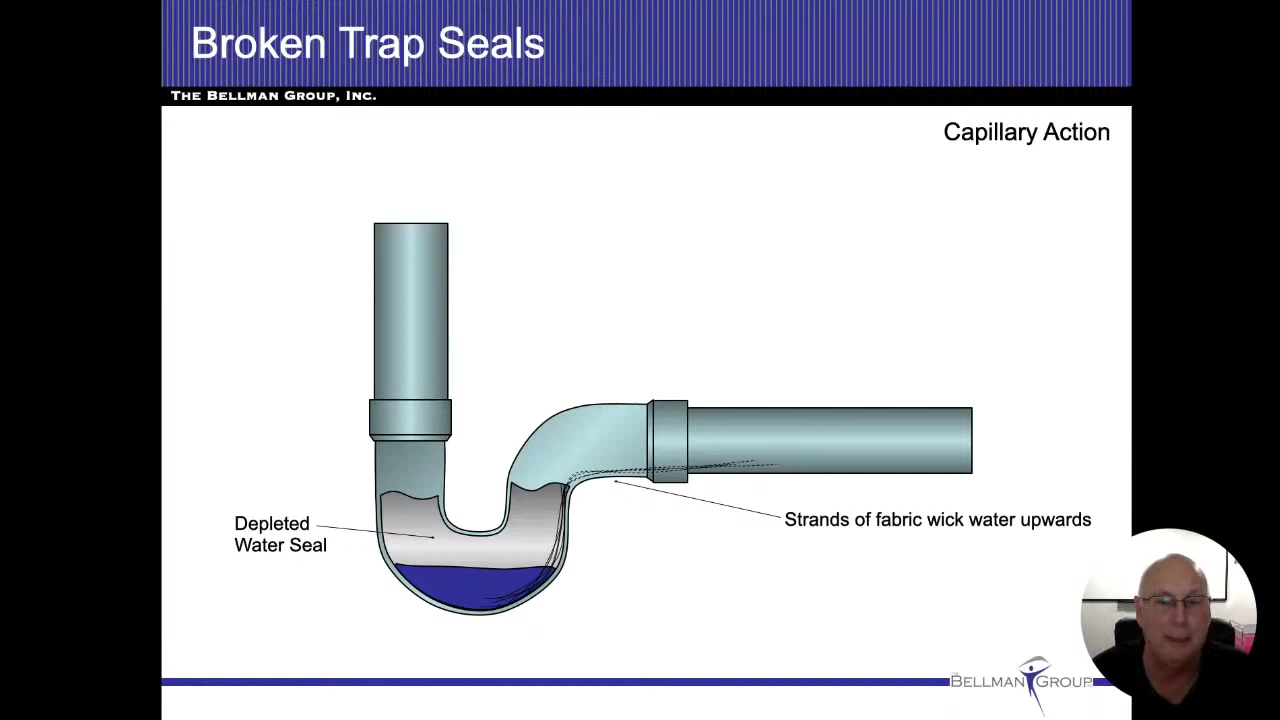 Broken Trap Seals
THE BELLMAN GROUP, INC.
Capillary Action
Depleted
Water Seal
Strands of fabric wick water upwards
THE
BELLMAN GROUP